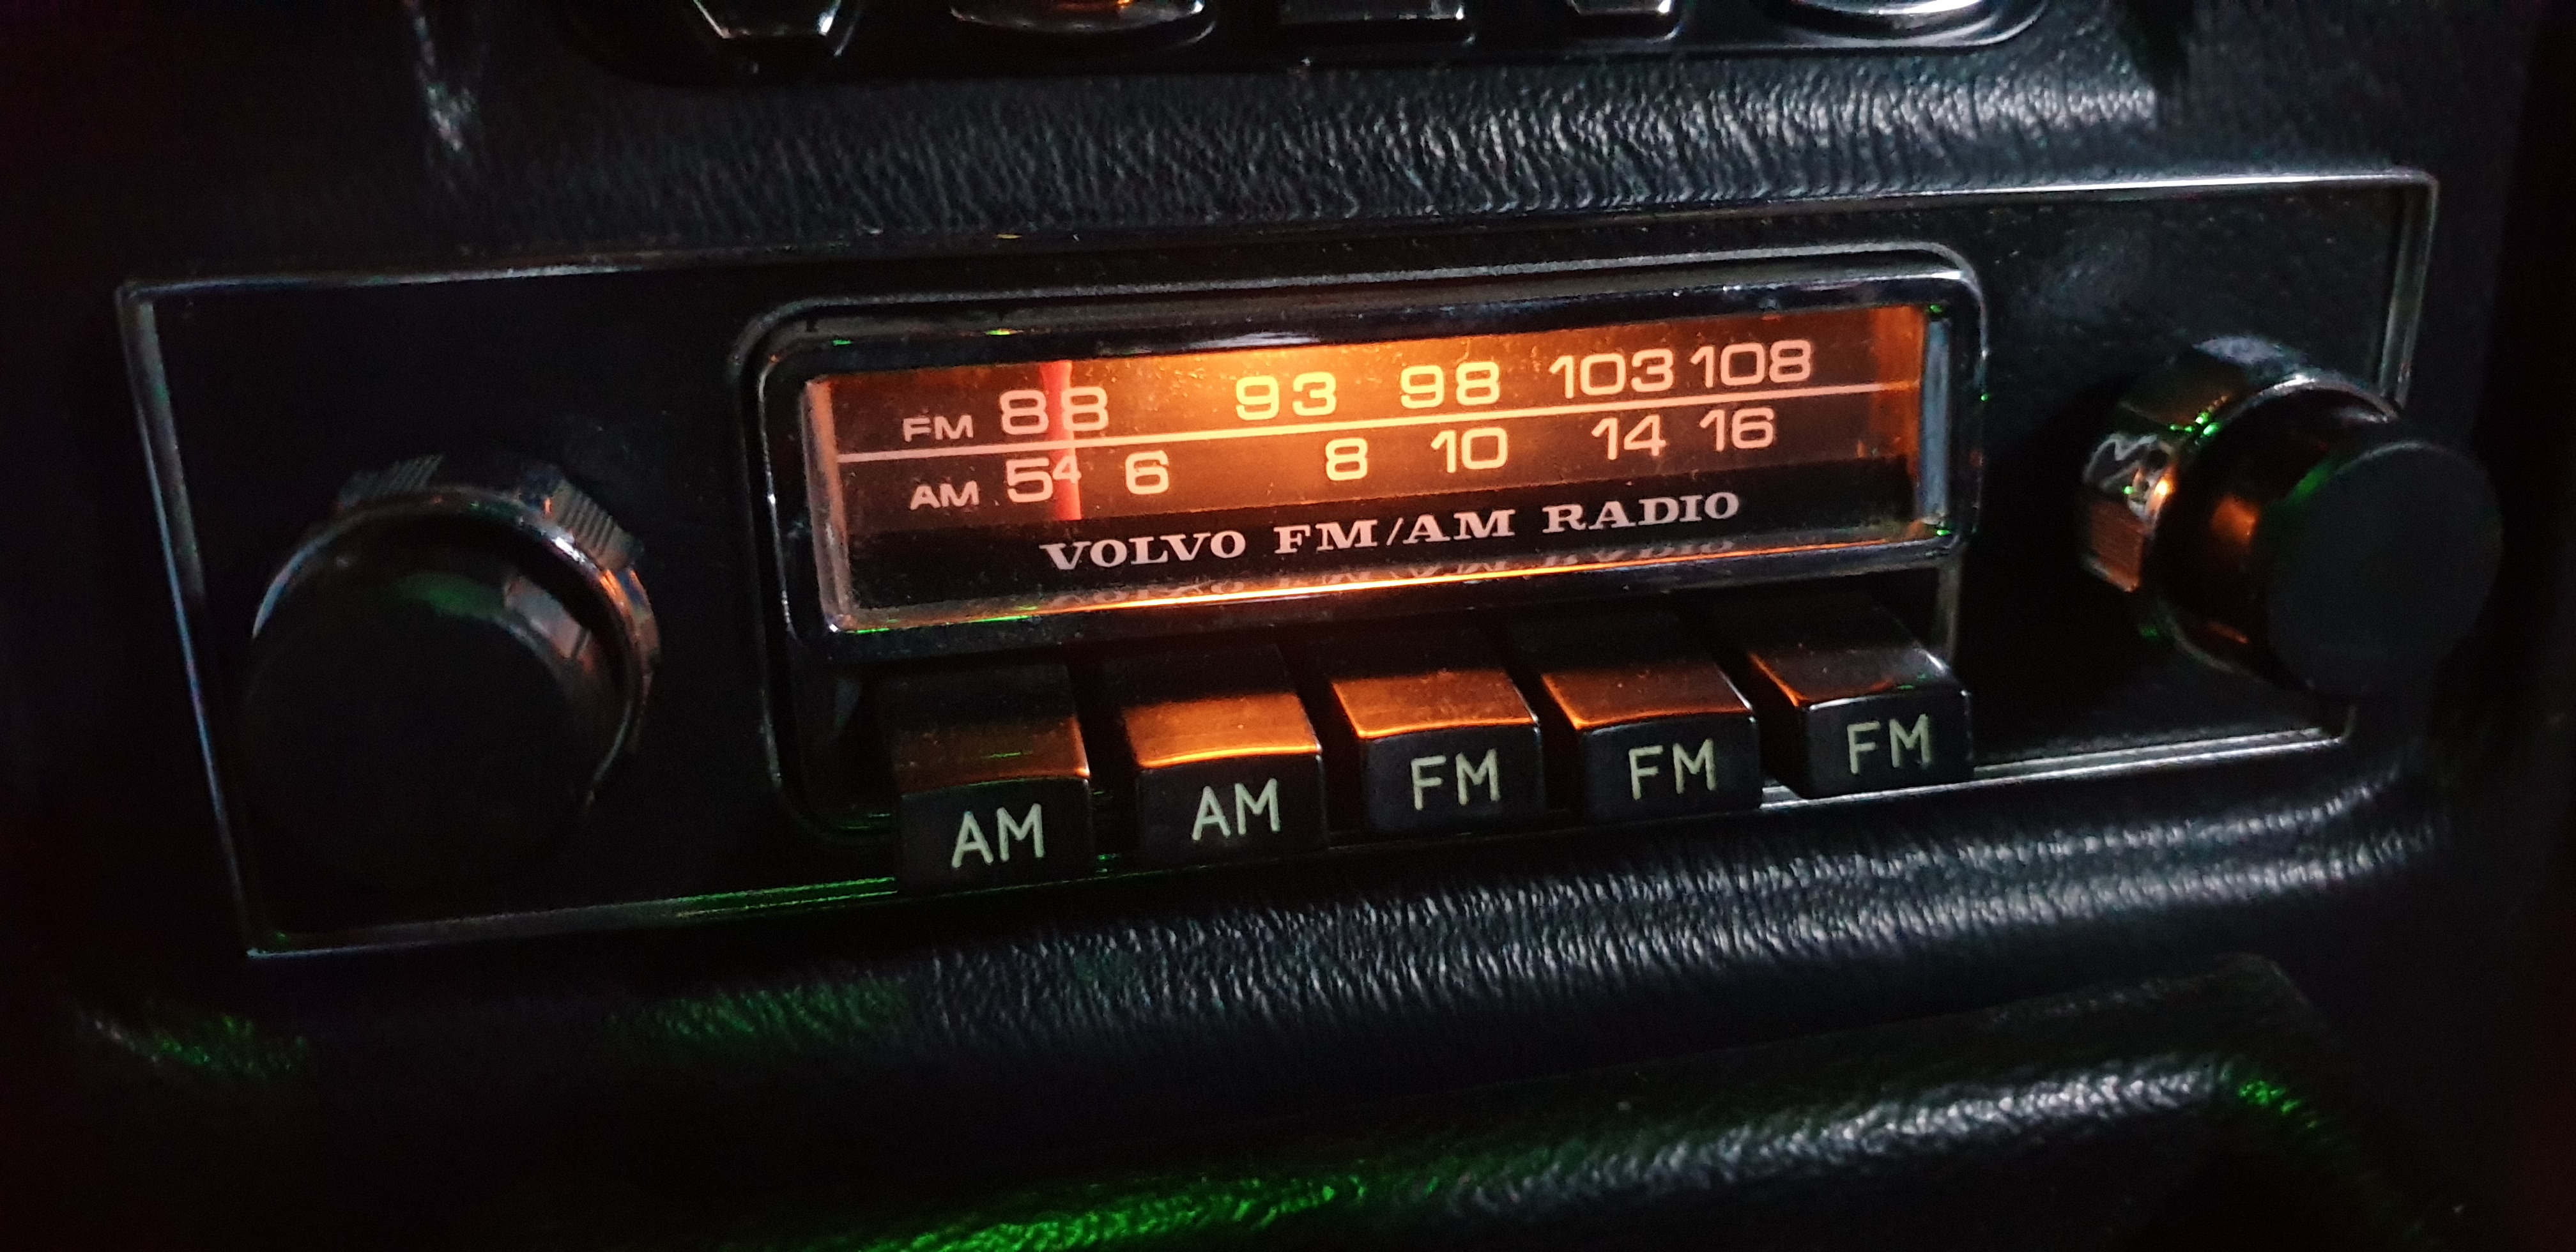 FM 88 93 98 103 108
AM 5⁴ 6 8 10 14 16
VOLVO FM/AM RADIO
AM AM FM FM FM